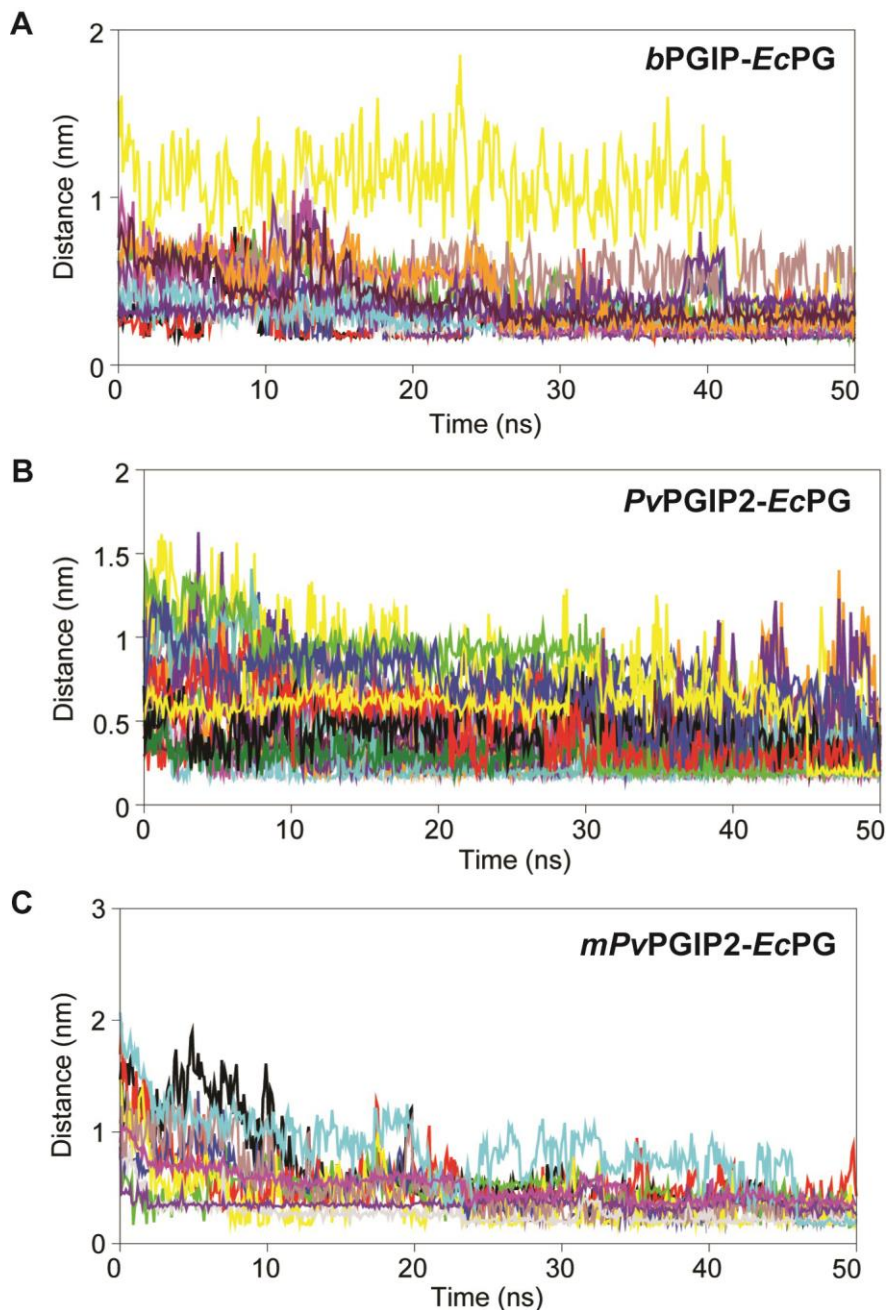 A
bPGIP-EcPG
2
1
0
Distance (nm)
0 10 20 30 40 50
Time (ns)
B
PvPGIP2-EcPG
2
1.5
1
0.5
0
Distance (nm)
0 10 20 30 40 50
Time (ns)
C
mPvPGIP2-EcPG
3
2
1
0
Distance (nm)
0 10 20 30 40 50
Time (ns)